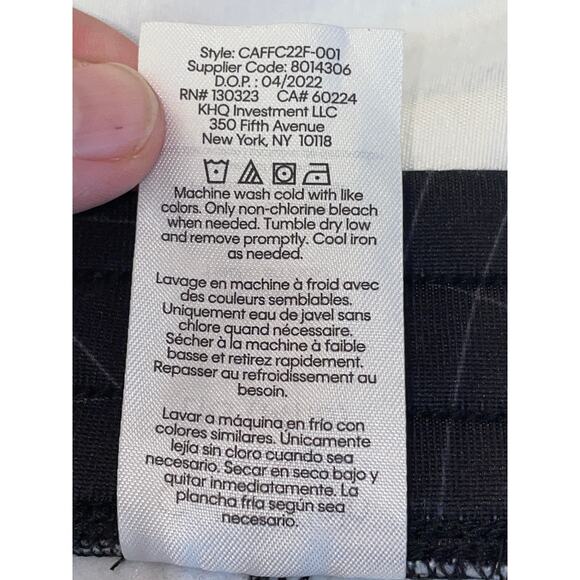 Style: CAFFC22F-001
Supplier Code: 8014306
D.O.P.: 04/2022
RN# 130323 CA# 60224
KHQ Investment LLC
350 Fifth Avenue
New York, NY 10118
Machine wash cold with like
colors. Only non-chlorine bleach
when needed. Tumble dry low
and remove promptly. Cool iron
as needed.
Lavage en machine à froid avec
des couleurs semblables.
Uniquement eau de javel sans
chlore quand nécessaire.
Sécher à la machine à faible
basse et retirez rapidement.
Repasser au refroidissement au
besoin.
Lavar a máquina en frío con
colores similares. Únicamente
lejía sin cloro cuando sea
necesario. Secar en seco bajo y
quitar inmediatamente. La
plancha fría según sea
necesario.